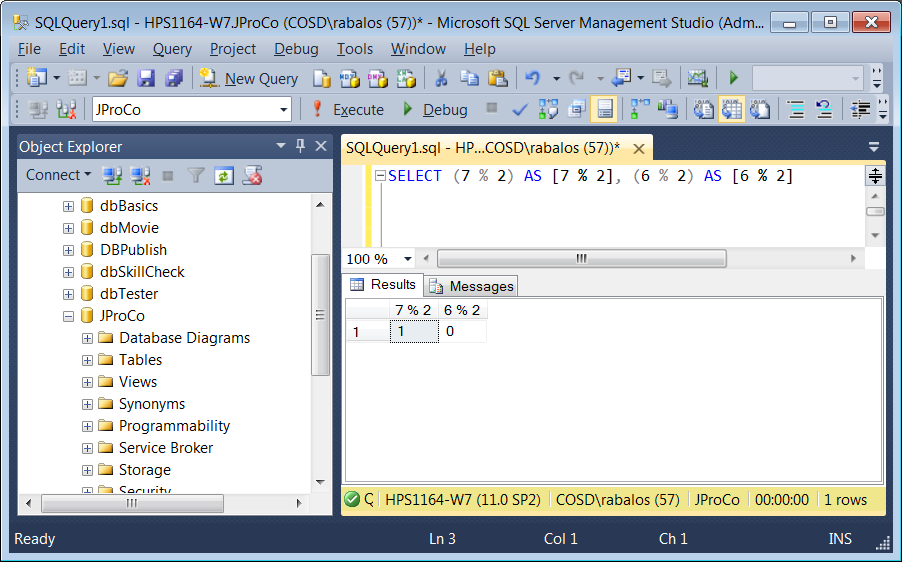 SQLQuery1.sql - HPS1164-W7.JProCo (COSD\rabalos (57))* - Microsoft SQL Server Management Studio (Adm...
File Edit View Query Project Debug Tools Window Help
New Query
JProCo Execute Debug
Object Explorer
Connect
dbBasics
dbMovie
DBPublish
dbSkillCheck
dbTester
JProCo
Database Diagrams
Tables
Views
Synonyms
Programmability
Service Broker
Storage
Security
SQLQuery1.sql - HP...COSD\rabalos (57))*
SELECT (7 % 2) AS [7 % 2], (6 % 2) AS [6 % 2]
100 %
Results Messages
7 % 2 6 % 2
1 1 0
HPS1164-W7 (11.0 SP2) COSD\rabalos (57) JProCo 00:00:00 1 rows
Ready Ln 3 Col 1 Ch 1 INS